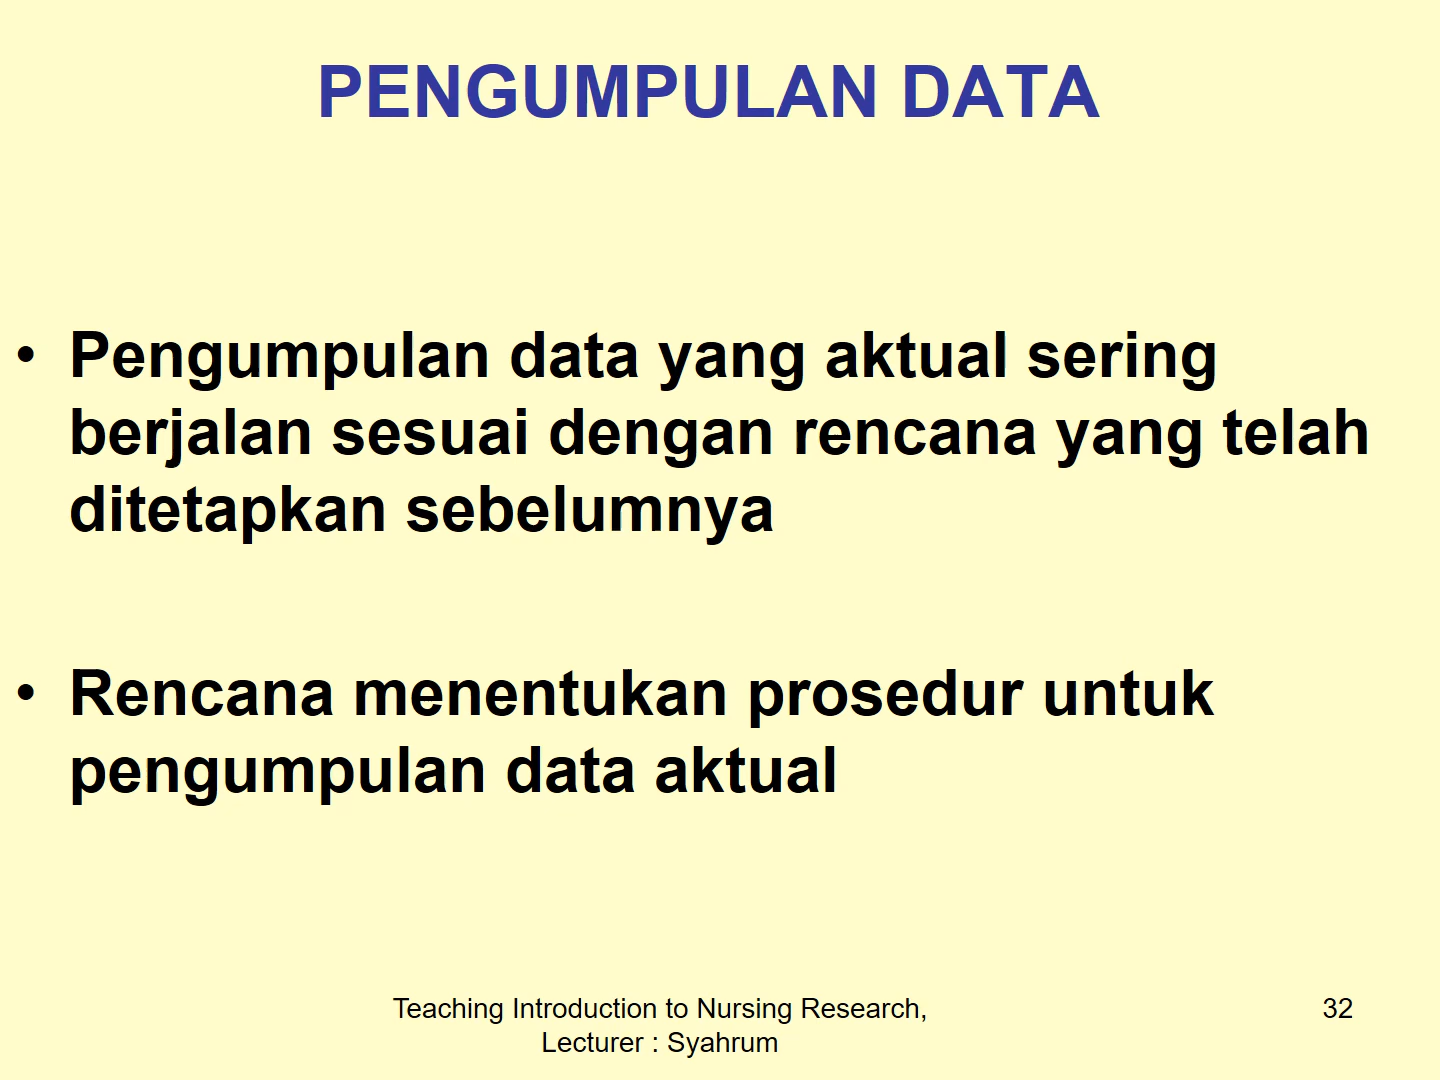 PENGUMPULAN DATA
• Pengumpulan data yang aktual sering
berjalan sesuai dengan rencana yang telah
ditetapkan sebelumnya
• Rencana menentukan prosedur untuk
pengumpulan data aktual
Teaching Introduction to Nursing Research,
Lecturer : Syahrum
32